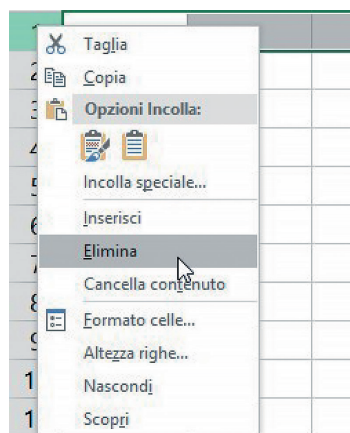 Taglia
Copia
Opzioni Incolla:
Incolla speciale...
Inserisci
Elimina
Cancella contenuto
Formato celle...
Altezza righe...
Nascondi
Scopri